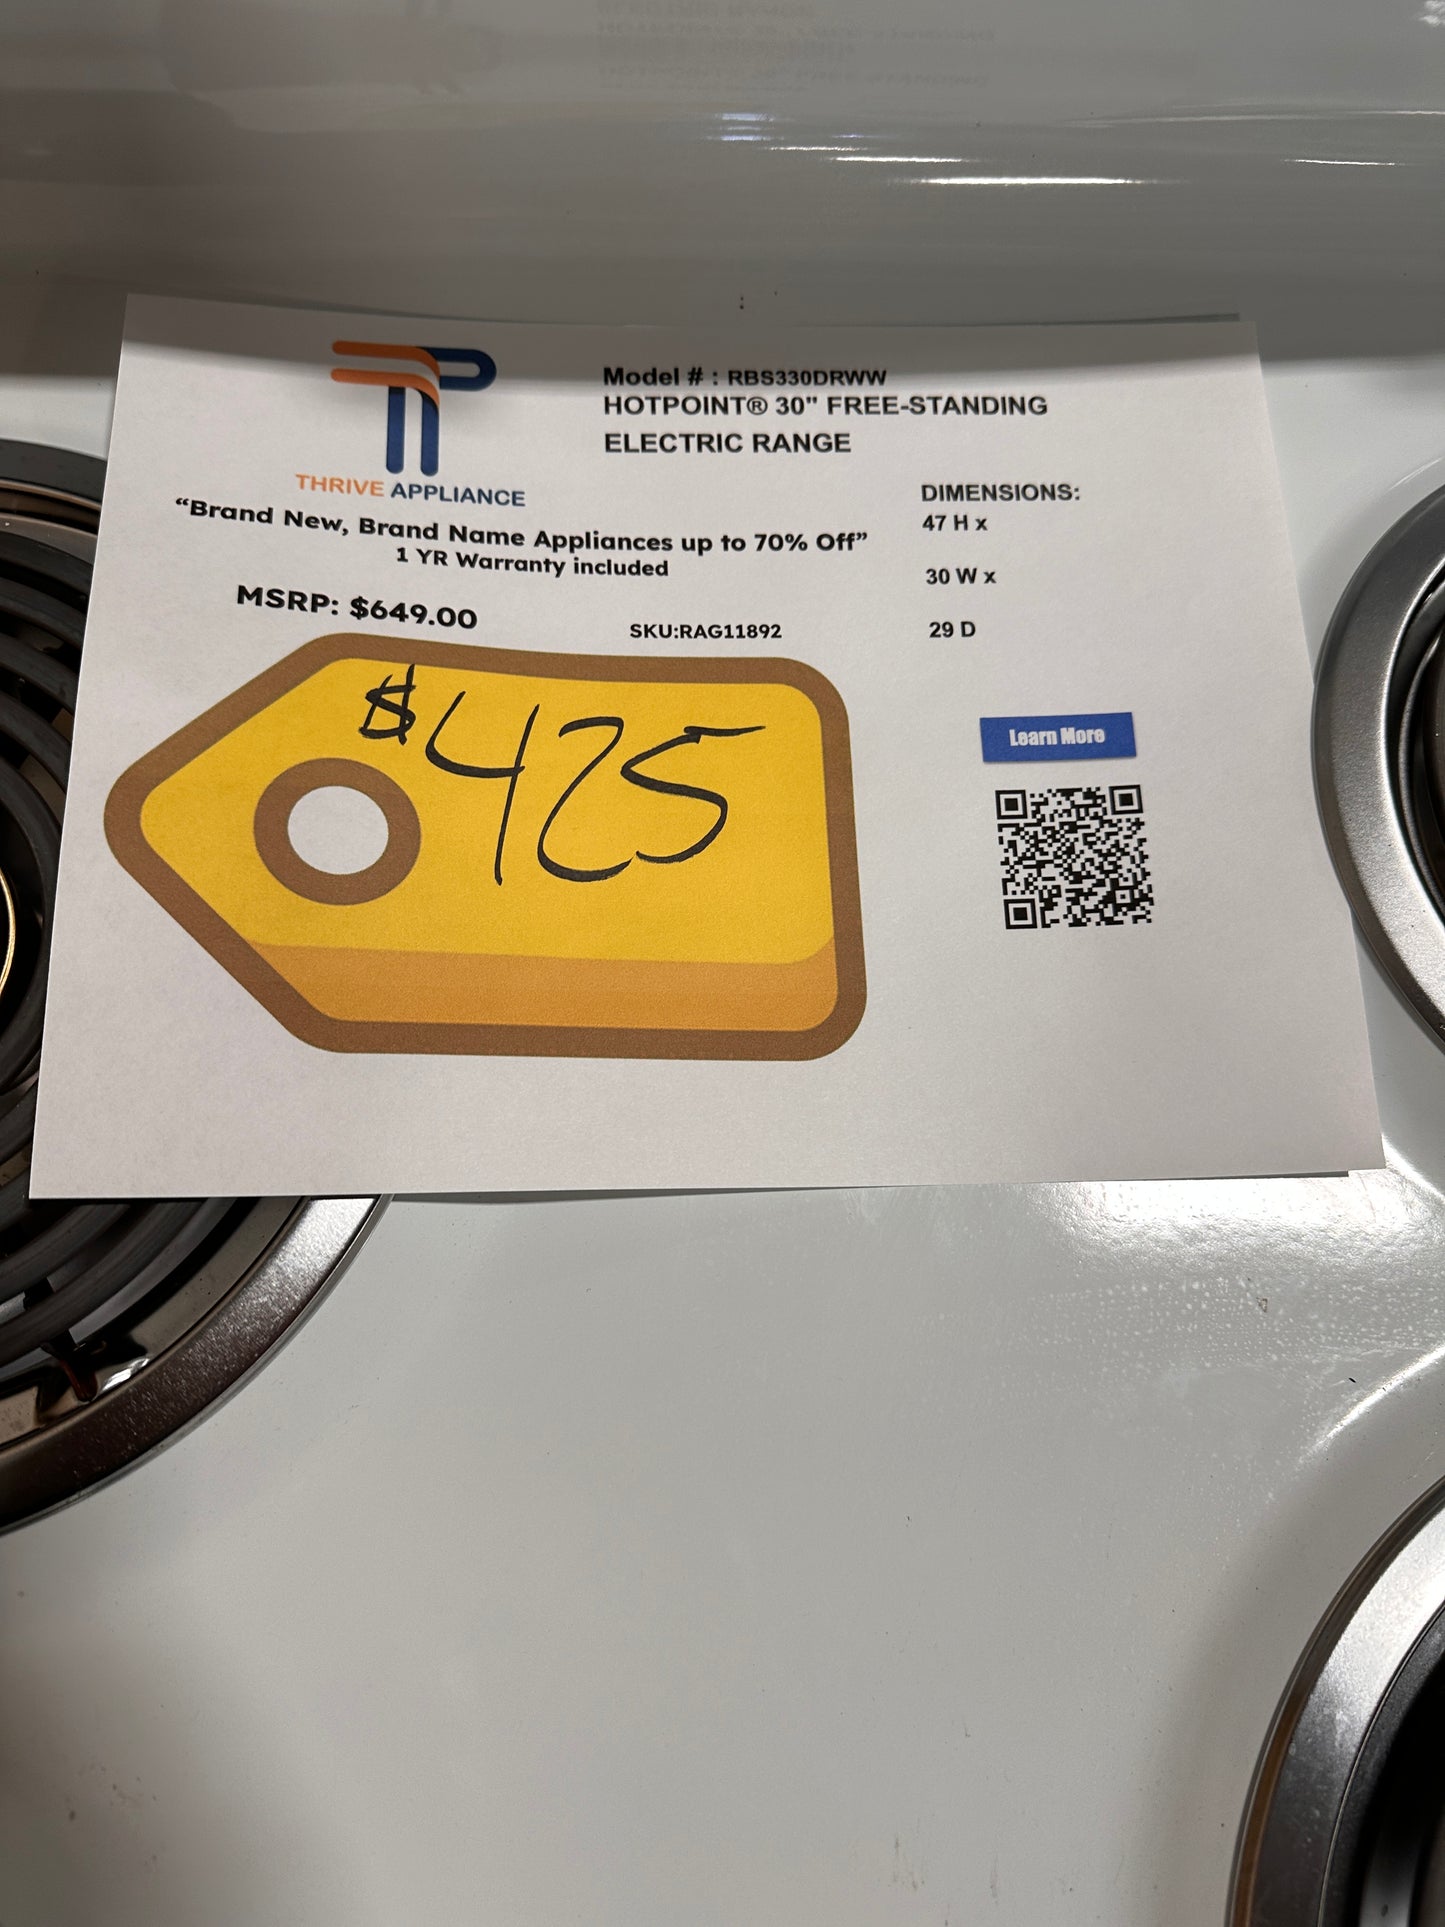 Model # : RBS330DRWW
HOTPOINT® 30" FREE-STANDING
ELECTRIC RANGE
THRIVE APPLIANCE
“Brand New, Brand Name Appliances up to 70% Off”
1 YR Warranty included
MSRP: $649.00
SKU:RAG11892
DIMENSIONS:
47 H x
30 W x
29 D
$425
Learn More